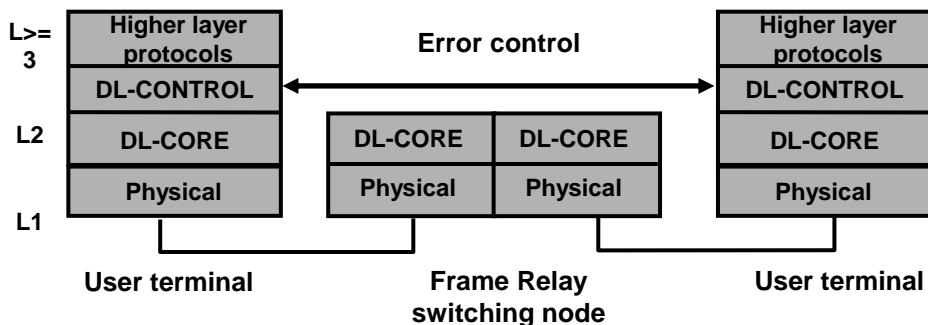 L>=
3
L2
L1
Higher layer
protocols
DL-CONTROL
DL-CORE
Physical
Error control
DL-CORE
DL-CORE
Physical
Physical
Higher layer
protocols
DL-CONTROL
DL-CORE
Physical
User terminal
Frame Relay
switching node
User terminal